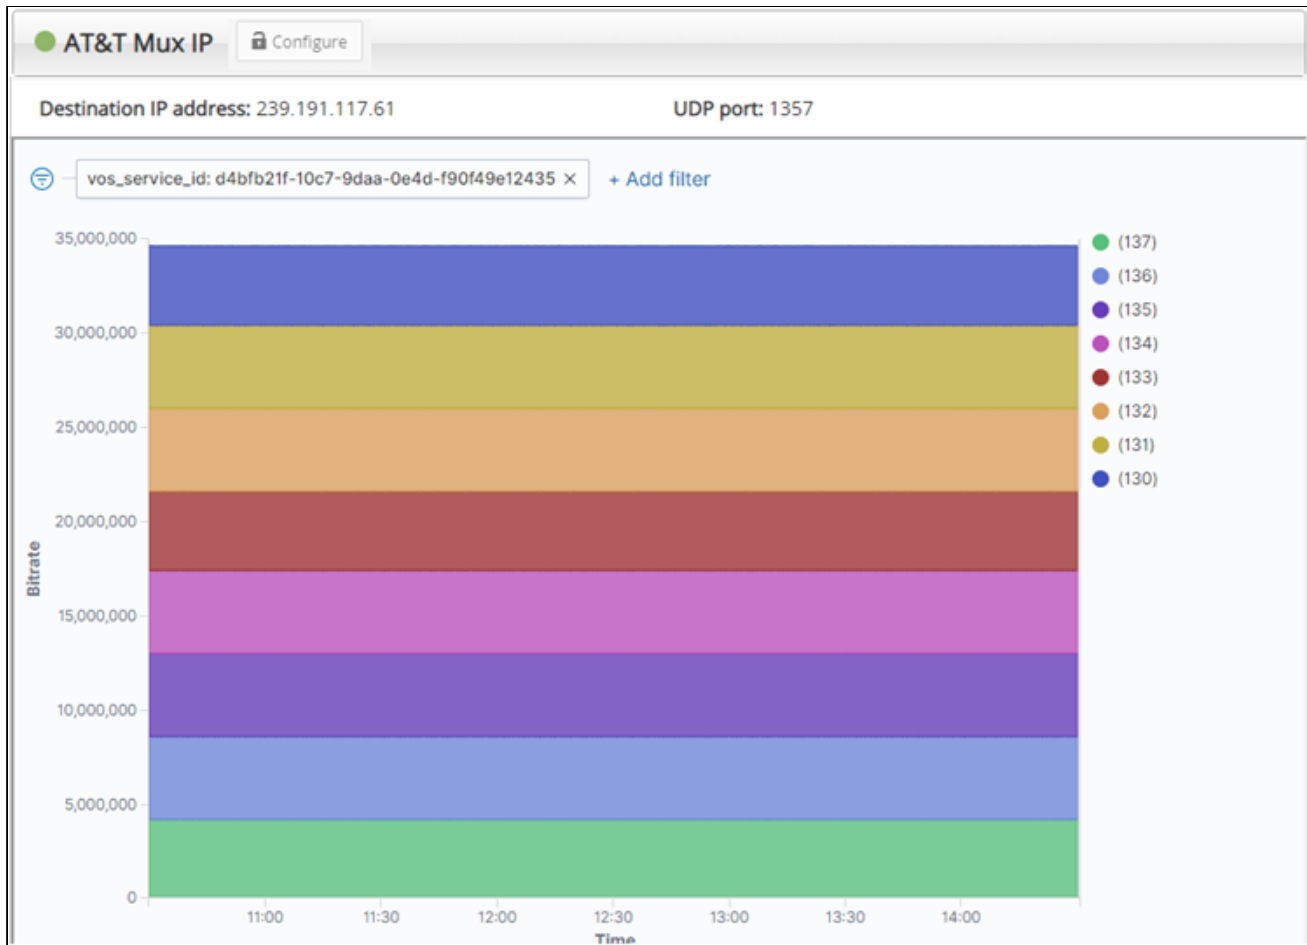 AT&T Mux IP Configure
Destination IP address: 239.191.117.61 UDP port: 1357
vos_service_id: d4bfb21f-10c7-9daa-0e4d-f90f49e12435 × + Add filter
35,000,000
30,000,000
25,000,000
20,000,000
15,000,000
10,000,000
5,000,000
0
Bitrate
11:00 11:30 12:00 12:30 13:00 13:30 14:00
Time
(137)
(136)
(135)
(134)
(133)
(132)
(131)
(130)